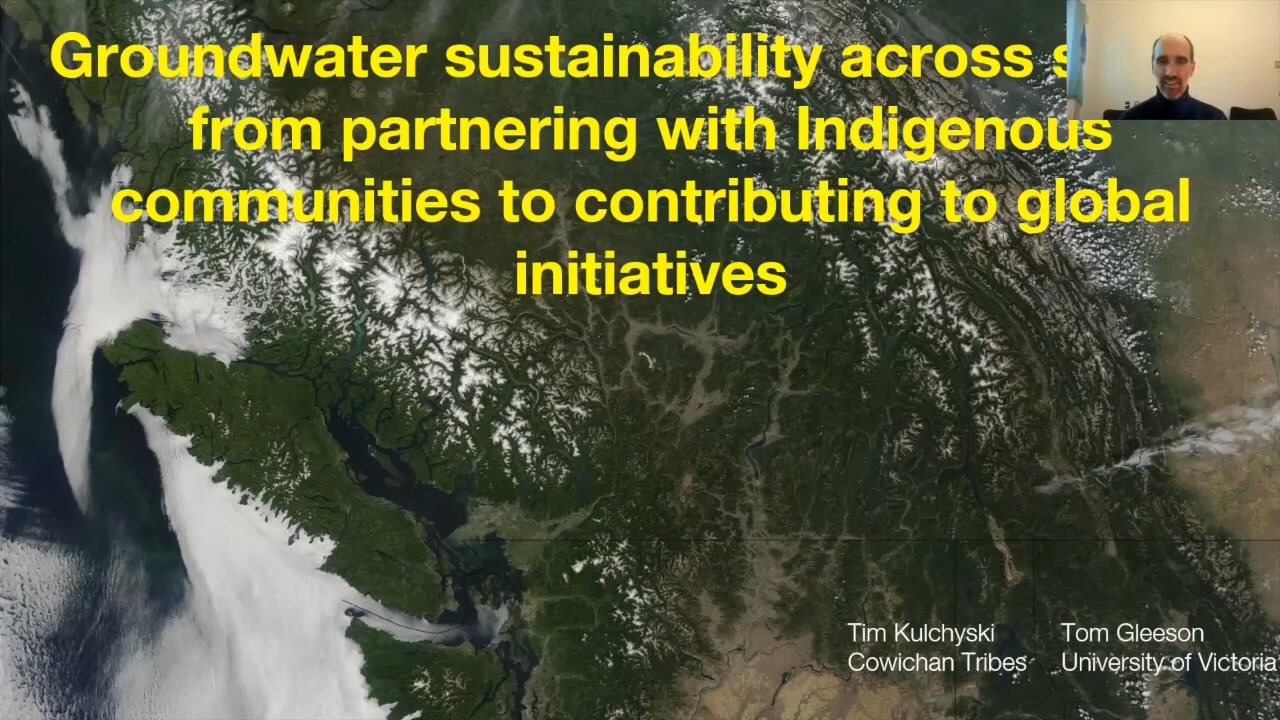 Groundwater sustainability across
from partnering with Indigenous
communities to contributing to global
initiatives
Tim Kulchyski
Cowichan Tribes
Tom Gleeson
University of Victoria